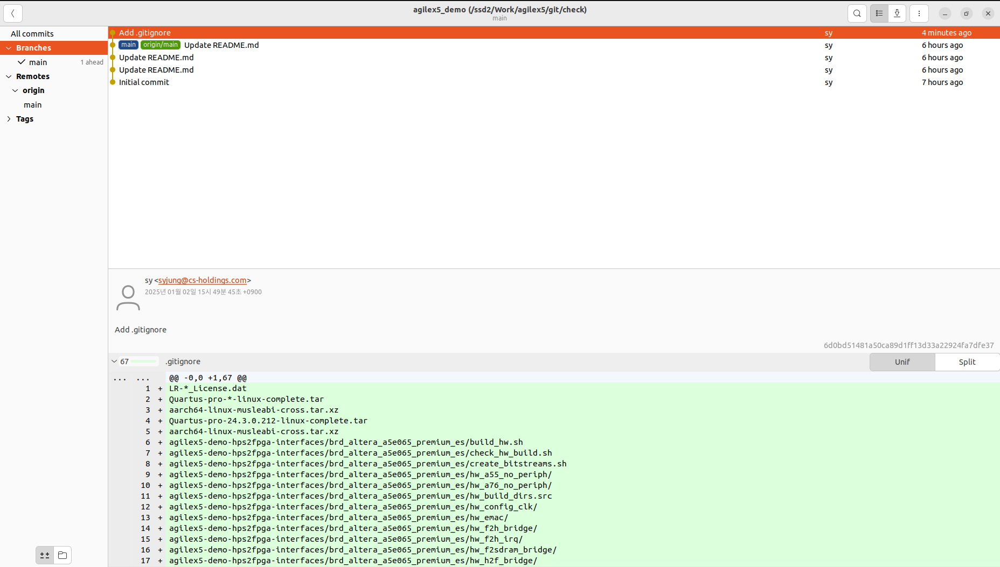 agilex5_demo (/ssd2/Work/agilex5/git/check)
main
All commits
Branches
main 1 ahead
Remotes
origin
main
Tags
Add .gitignore sy 4 minutes ago
main origin/main Update README.md sy 6 hours ago
Update README.md sy 6 hours ago
Update README.md sy 6 hours ago
Initial commit sy 7 hours ago
sy <syjung@cs-holdings.com>
2025년 01월 02일 15시 49분 45초 +0900
Add .gitignore
6d0bd51481a50ca89d1ff13d33a22924fa7dfe37
67 .gitignore Unif Split
... ... @@ -0,0 +1,67 @@
1 + LR-*_License.dat
2 + Quartus-pro-*-linux-complete.tar
3 + aarch64-linux-musleabi-cross.tar.xz
4 + Quartus-pro-24.3.0.212-linux-complete.tar
5 + aarch64-linux-musleabi-cross.tar.xz
6 + agilex5-demo-hps2fpga-interfaces/brd_altera_a5e065_premium_es/build_hw.sh
7 + agilex5-demo-hps2fpga-interfaces/brd_altera_a5e065_premium_es/check_hw_build.sh
8 + agilex5-demo-hps2fpga-interfaces/brd_altera_a5e065_premium_es/create_bitstreams.sh
9 + agilex5-demo-hps2fpga-interfaces/brd_altera_a5e065_premium_es/hw_a55_no_periph/
10 + agilex5-demo-hps2fpga-interfaces/brd_altera_a5e065_premium_es/hw_a76_no_periph/
11 + agilex5-demo-hps2fpga-interfaces/brd_altera_a5e065_premium_es/hw_build_dirs.src
12 + agilex5-demo-hps2fpga-interfaces/brd_altera_a5e065_premium_es/hw_config_clk/
13 + agilex5-demo-hps2fpga-interfaces/brd_altera_a5e065_premium_es/hw_emac/
14 + agilex5-demo-hps2fpga-interfaces/brd_altera_a5e065_premium_es/hw_f2h_bridge/
15 + agilex5-demo-hps2fpga-interfaces/brd_altera_a5e065_premium_es/hw_f2h_irq/
16 + agilex5-demo-hps2fpga-interfaces/brd_altera_a5e065_premium_es/hw_f2sdram_bridge/
17 + agilex5-demo-hps2fpga-interfaces/brd_altera_a5e065_premium_es/hw_h2f_bridge/